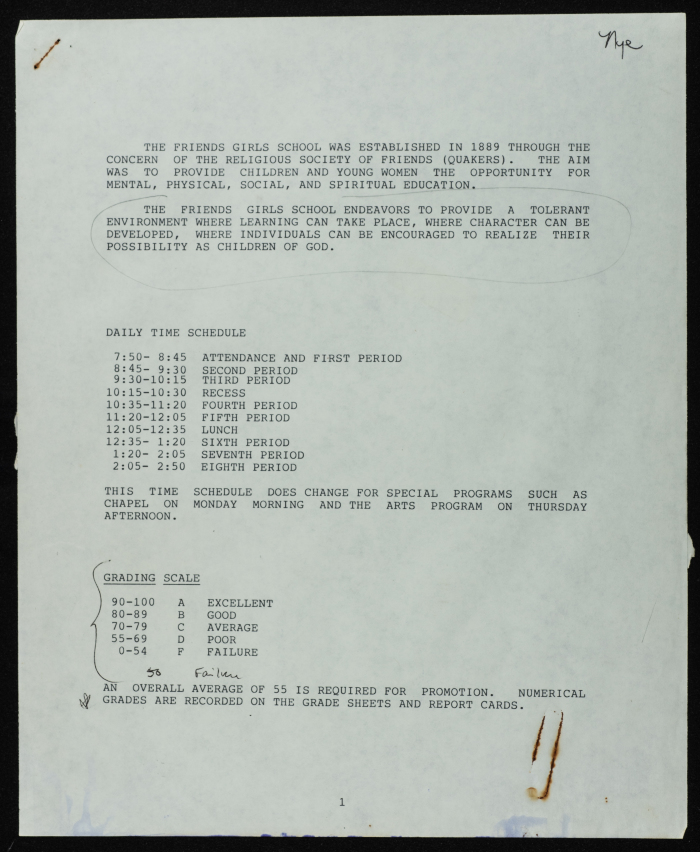 Nye
THE FRIENDS GIRLS SCHOOL WAS ESTABLISHED IN 1889 THROUGH THE
CONCERN OF THE RELIGIOUS SOCIETY OF FRIENDS (QUAKERS). THE AIM
WAS TO PROVIDE CHILDREN AND YOUNG WOMEN THE OPPORTUNITY FOR
MENTAL, PHYSICAL, SOCIAL, AND SPIRITUAL EDUCATION.
THE FRIENDS GIRLS SCHOOL ENDEAVORS TO PROVIDE A TOLERANT
ENVIRONMENT WHERE LEARNING CAN TAKE PLACE, WHERE CHARACTER CAN BE
DEVELOPED, WHERE INDIVIDUALS CAN BE ENCOURAGED TO REALIZE THEIR
POSSIBILITY AS CHILDREN OF GOD.
DAILY TIME SCHEDULE
7:50- 8:45 ATTENDANCE AND FIRST PERIOD
8:45- 9:30 SECOND PERIOD
9:30-10:15 THIRD PERIOD
10:15-10:30 RECESS
10:35-11:20 FOURTH PERIOD
11:20-12:05 FIFTH PERIOD
12:05-12:35 LUNCH
12:35- 1:20 SIXTH PERIOD
1:20- 2:05 SEVENTH PERIOD
2:05- 2:50 EIGHTH PERIOD
THIS TIME SCHEDULE DOES CHANGE FOR SPECIAL PROGRAMS SUCH AS
CHAPEL ON MONDAY MORNING AND THE ARTS PROGRAM ON THURSDAY
AFTERNOON.
GRADING SCALE
90-100 A EXCELLENT
80-89 B GOOD
70-79 C AVERAGE
55-69 D POOR
0-54 F FAILURE
50 Failure
AN OVERALL AVERAGE OF 55 IS REQUIRED FOR PROMOTION. NUMERICAL
GRADES ARE RECORDED ON THE GRADE SHEETS AND REPORT CARDS.
1